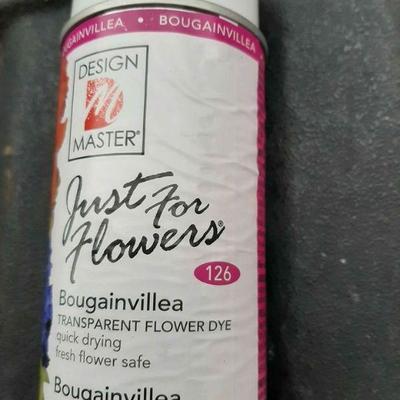 BOUGAINVILLEA • BOUGAINVILLEA
DESIGN
M
MASTER®
Just For
Flowers®
126
Bougainvillea
TRANSPARENT FLOWER DYE
quick drying
fresh flower safe
Bougainvillea